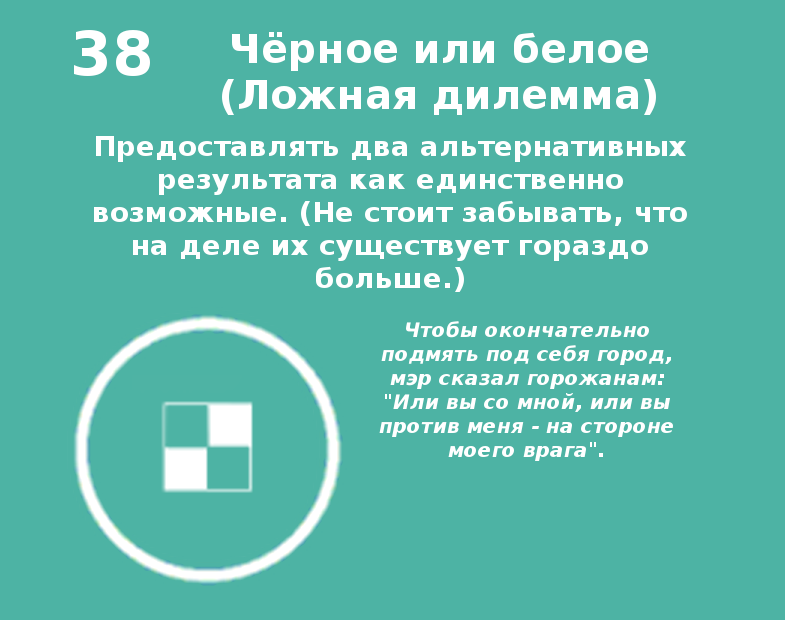 38
Чёрное или белое
(Ложная дилемма)
Предоставлять два альтернативных
результата как единственно
возможные. (Не стоит забывать, что
на деле их существует гораздо
больше.)
Чтобы окончательно
подмять под себя город,
мэр сказал горожанам:
"Или вы со мной, или вы
против меня - на стороне
моего врага".